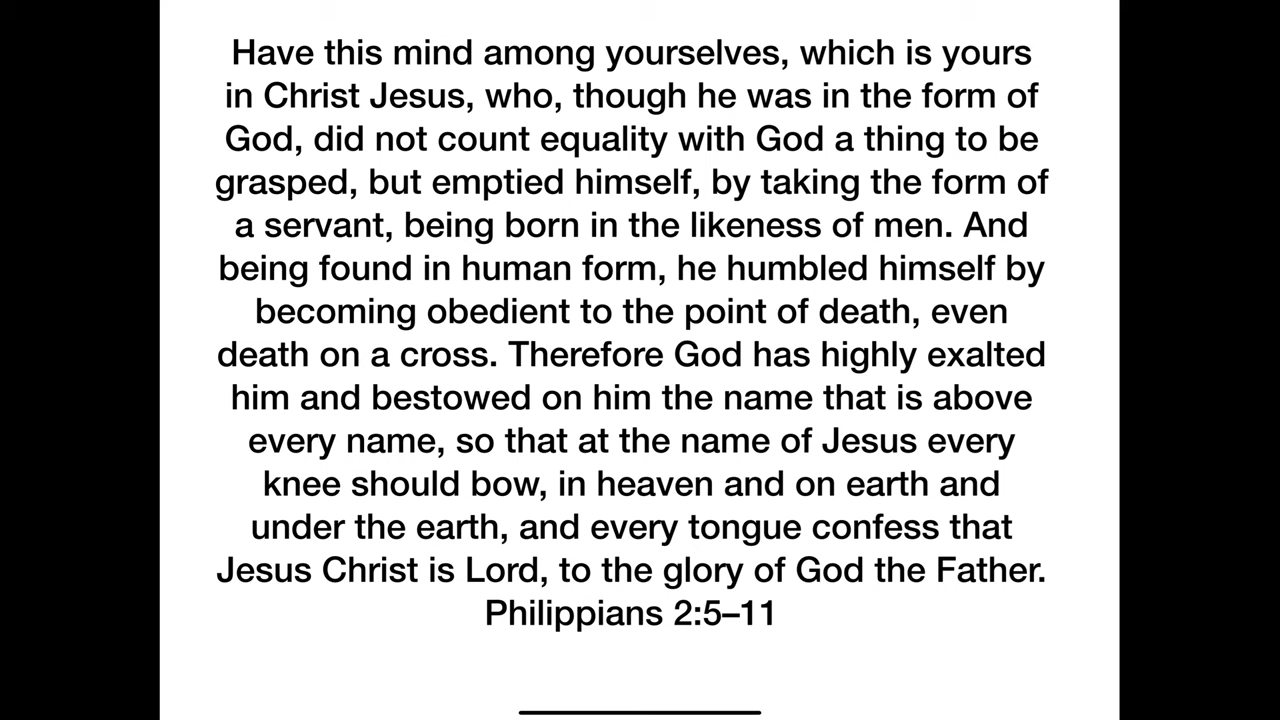 Have this mind among yourselves, which is yours
in Christ Jesus, who, though he was in the form of
God, did not count equality with God a thing to be
grasped, but emptied himself, by taking the form of
a servant, being born in the likeness of men. And
being found in human form, he humbled himself by
becoming obedient to the point of death, even
death on a cross. Therefore God has highly exalted
him and bestowed on him the name that is above
every name, so that at the name of Jesus every
knee should bow, in heaven and on earth and
under the earth, and every tongue confess that
Jesus Christ is Lord, to the glory of God the Father.
Philippians 2:5–11